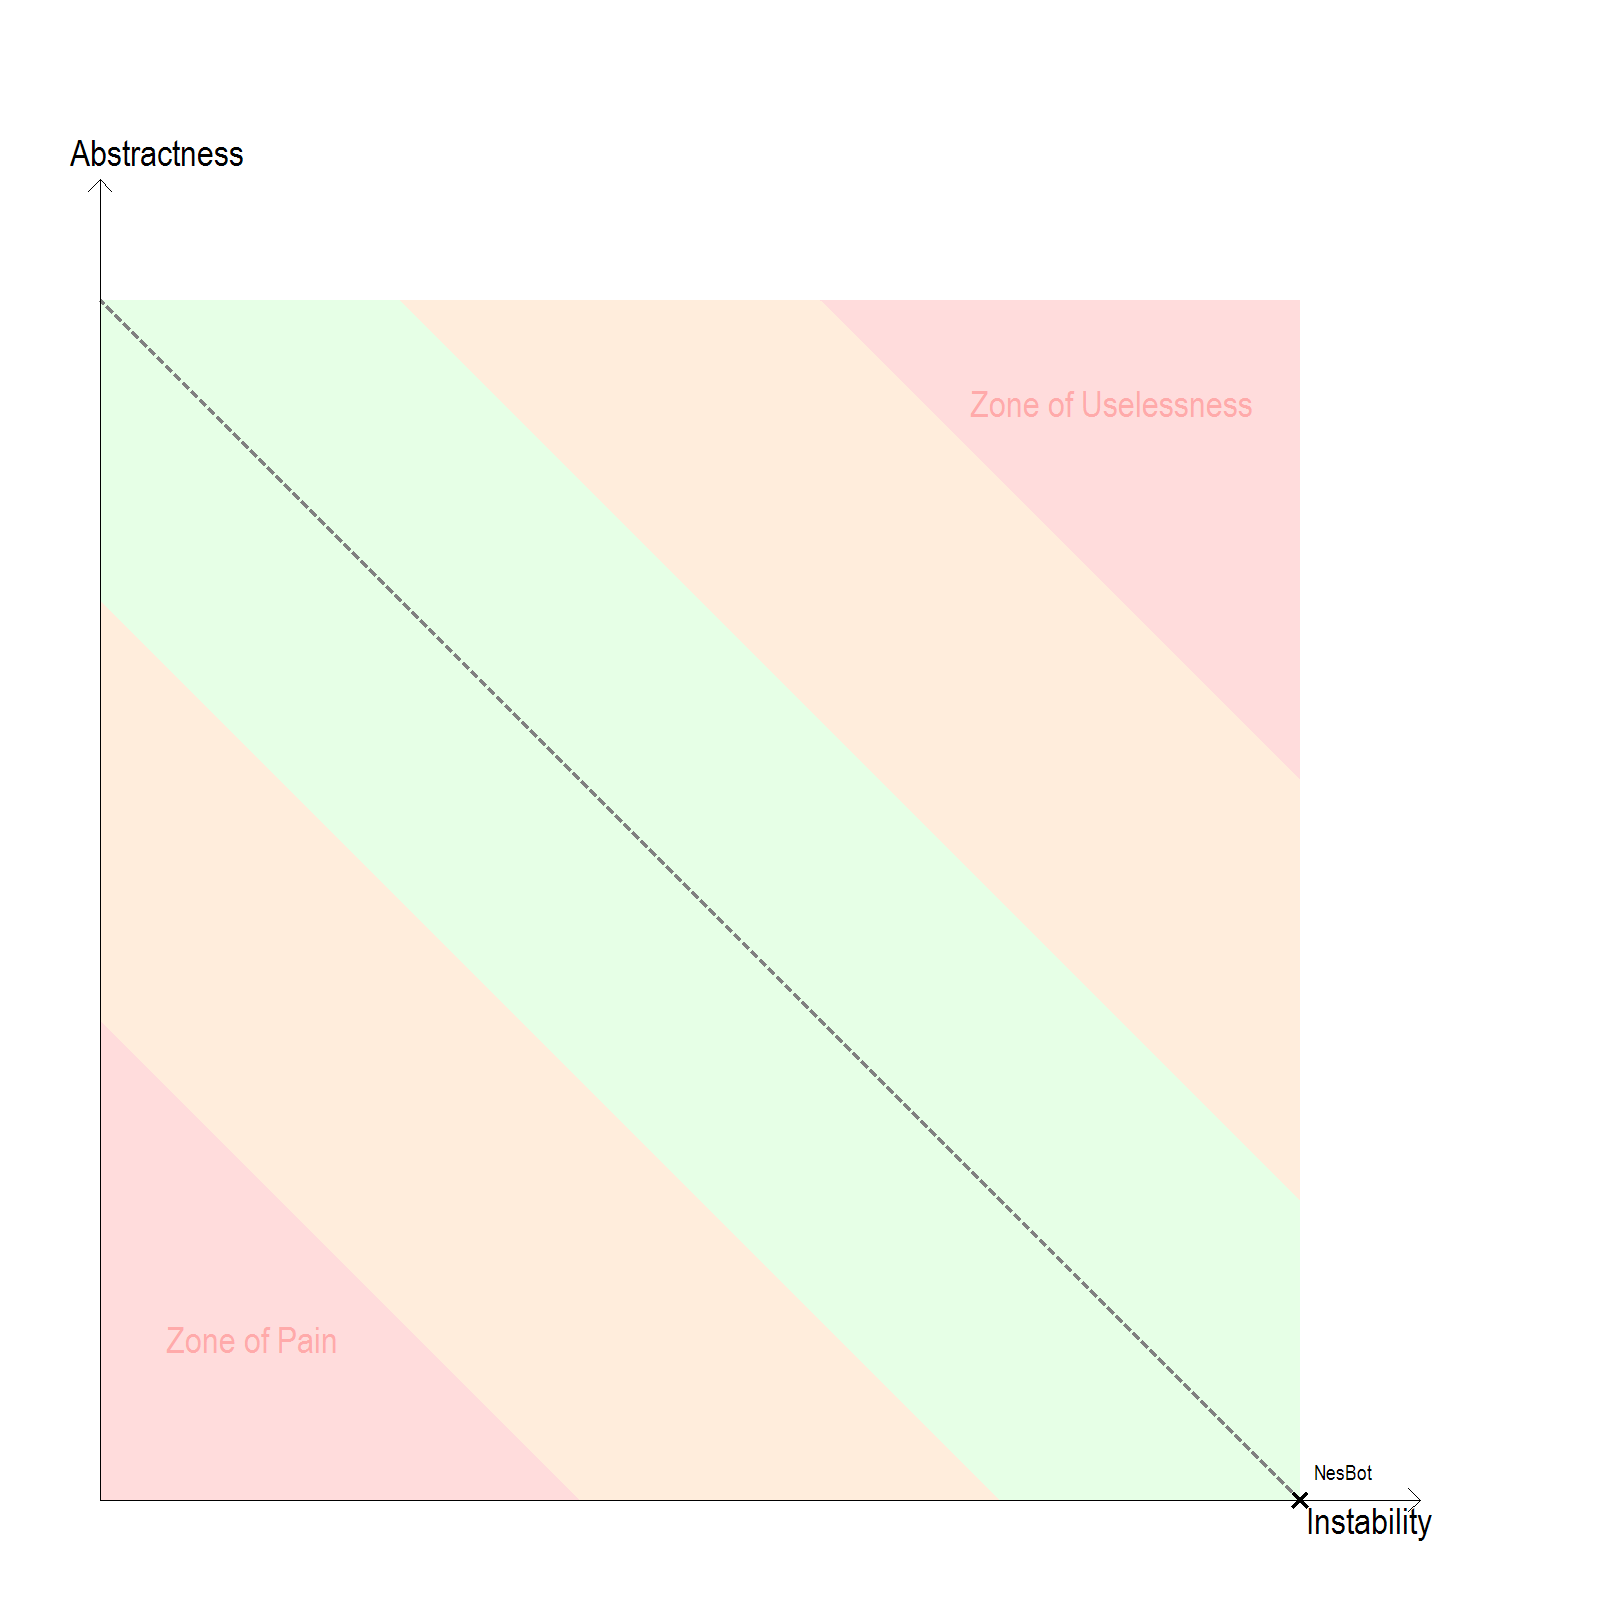 Abstractness
Zone of Uselessness
Zone of Pain
NesBot
Instability